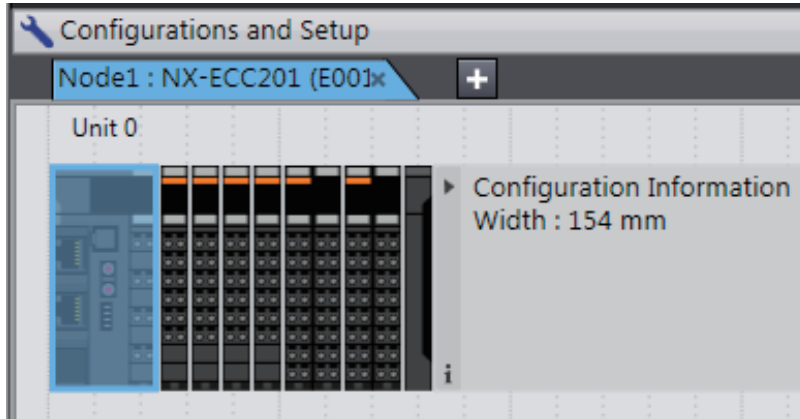 Configurations and Setup
Node1 : NX-ECC201 (E001
Unit 0
Configuration Information
Width : 154 mm